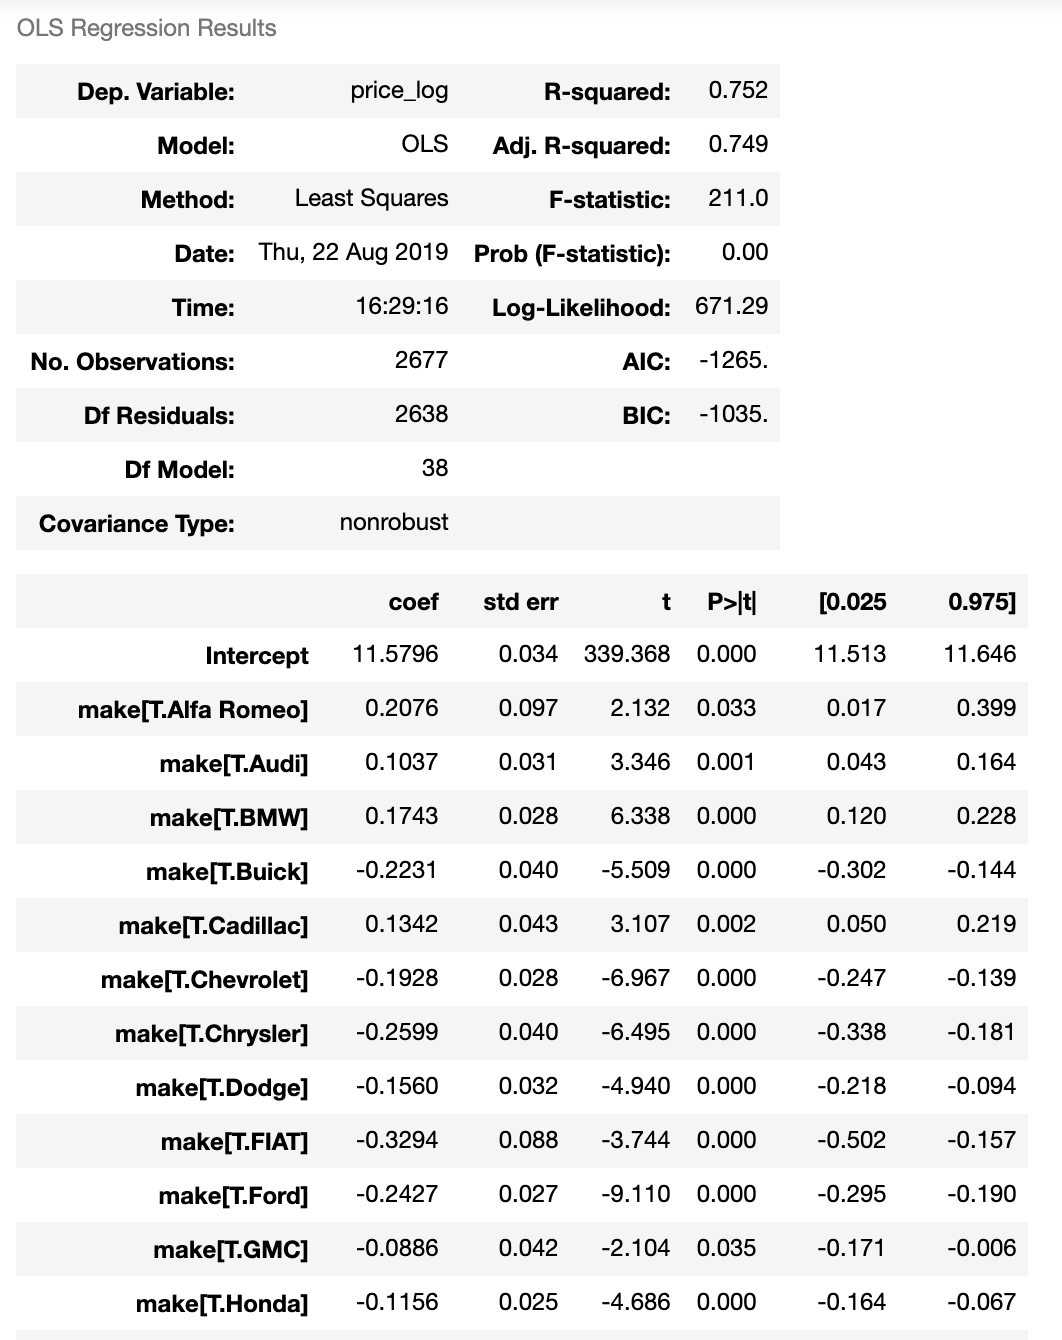 OLS Regression Results
Dep. Variable: price_log R-squared: 0.752
Model: OLS Adj. R-squared: 0.749
Method: Least Squares F-statistic: 211.0
Date: Thu, 22 Aug 2019 Prob (F-statistic): 0.00
Time: 16:29:16 Log-Likelihood: 671.29
No. Observations: 2677 AIC: -1265.
Df Residuals: 2638 BIC: -1035.
Df Model: 38
Covariance Type: nonrobust
coef std err t P>|t| [0.025 0.975]
Intercept 11.5796 0.034 339.368 0.000 11.513 11.646
make[T.Alfa Romeo] 0.2076 0.097 2.132 0.033 0.017 0.399
make[T.Audi] 0.1037 0.031 3.346 0.001 0.043 0.164
make[T.BMW] 0.1743 0.028 6.338 0.000 0.120 0.228
make[T.Buick] -0.2231 0.040 -5.509 0.000 -0.302 -0.144
make[T.Cadillac] 0.1342 0.043 3.107 0.002 0.050 0.219
make[T.Chevrolet] -0.1928 0.028 -6.967 0.000 -0.247 -0.139
make[T.Chrysler] -0.2599 0.040 -6.495 0.000 -0.338 -0.181
make[T.Dodge] -0.1560 0.032 -4.940 0.000 -0.218 -0.094
make[T.FIAT] -0.3294 0.088 -3.744 0.000 -0.502 -0.157
make[T.Ford] -0.2427 0.027 -9.110 0.000 -0.295 -0.190
make[T.GMC] -0.0886 0.042 -2.104 0.035 -0.171 -0.006
make[T.Honda] -0.1156 0.025 -4.686 0.000 -0.164 -0.067